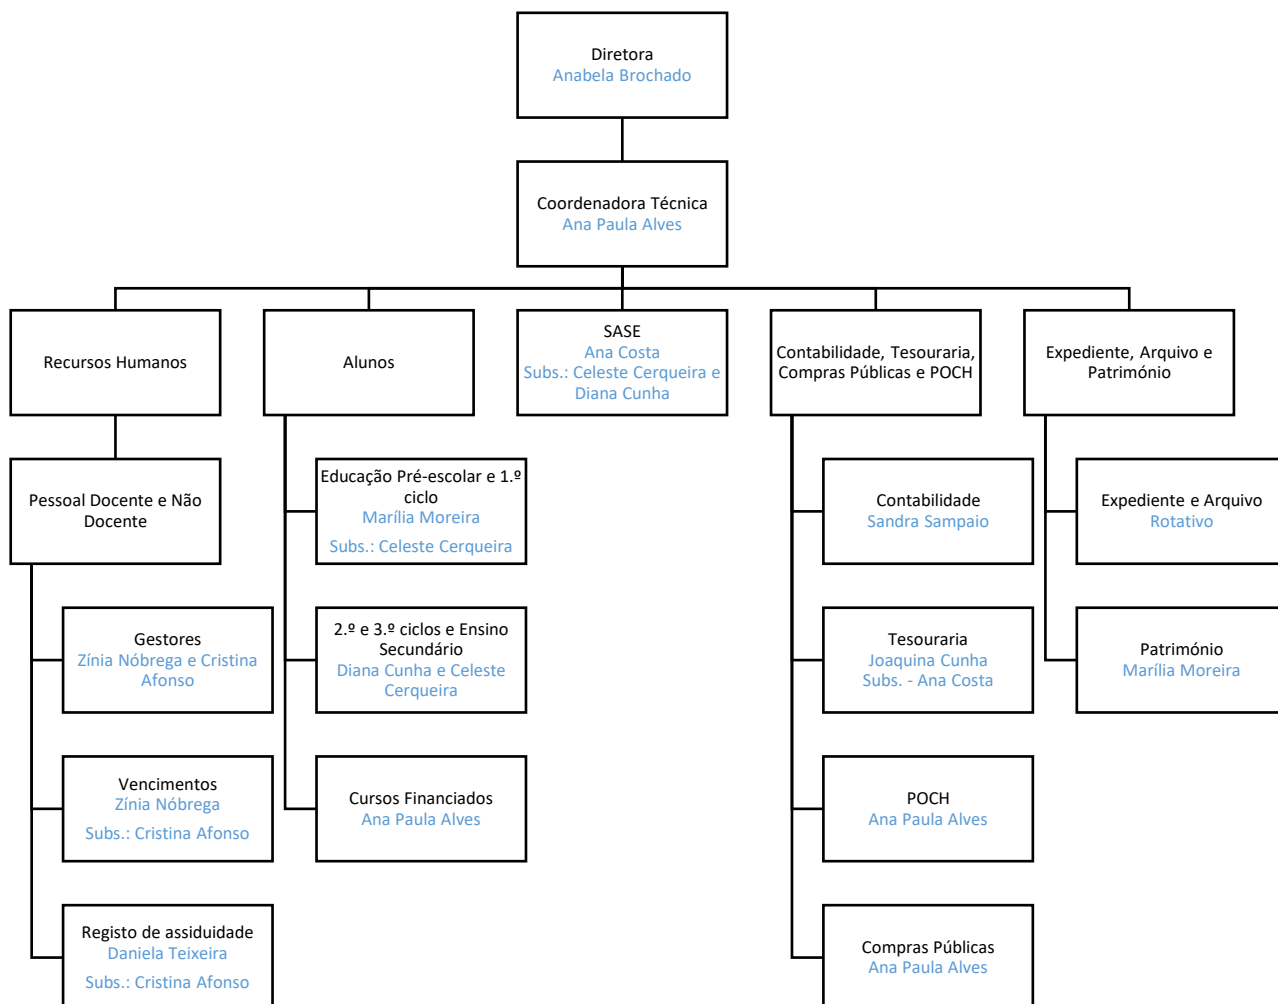 Diretora
Anabela Brochado
Coordenadora Técnica
Ana Paula Alves
Recursos Humanos
Alunos
SASE
Ana Costa
Subs.: Celeste Cerqueira e
Diana Cunha
Contabilidade, Tesouraria,
Compras Públicas e POCH
Expediente, Arquivo e
Património
Pessoal Docente e Não
Docente
Educação Pré-escolar e 1.º
ciclo
Marília Moreira
Subs.: Celeste Cerqueira
Contabilidade
Sandra Sampaio
Expediente e Arquivo
Rotativo
Gestores
Zínia Nóbrega e Cristina
Afonso
2.º e 3.º ciclos e Ensino
Secundário
Diana Cunha e Celeste
Cerqueira
Tesouraria
Joaquina Cunha
Subs. - Ana Costa
Património
Marília Moreira
Vencimentos
Zínia Nóbrega
Subs.: Cristina Afonso
Cursos Financiados
Ana Paula Alves
POCH
Ana Paula Alves
Registo de assiduidade
Daniela Teixeira
Subs.: Cristina Afonso
Compras Públicas
Ana Paula Alves